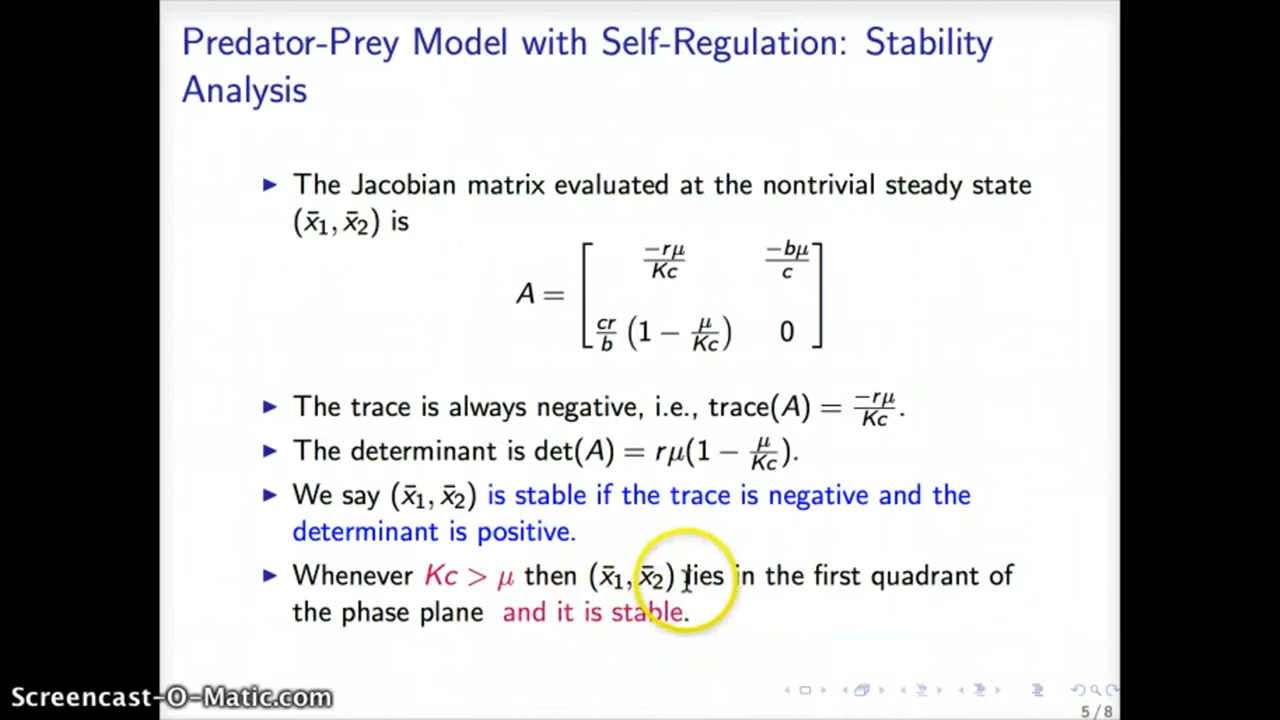 Predator-Prey Model with Self-Regulation: Stability
Analysis
► The Jacobian matrix evaluated at the nontrivial steady state
(x̄₁, x̄₂) is
A = [ −rμ/Kc   −bμ/c
cr/b (1 − μ/Kc)   0 ]
► The trace is always negative, i.e., trace(A) = −rμ/Kc.
► The determinant is det(A) = rμ(1 − μ/Kc).
► We say (x̄₁, x̄₂) is stable if the trace is negative and the
determinant is positive.
► Whenever Kc > μ then (x̄₁, x̄₂) lies in the first quadrant of
the phase plane and it is stable.
Screencast-O-Matic.com
5 / 8